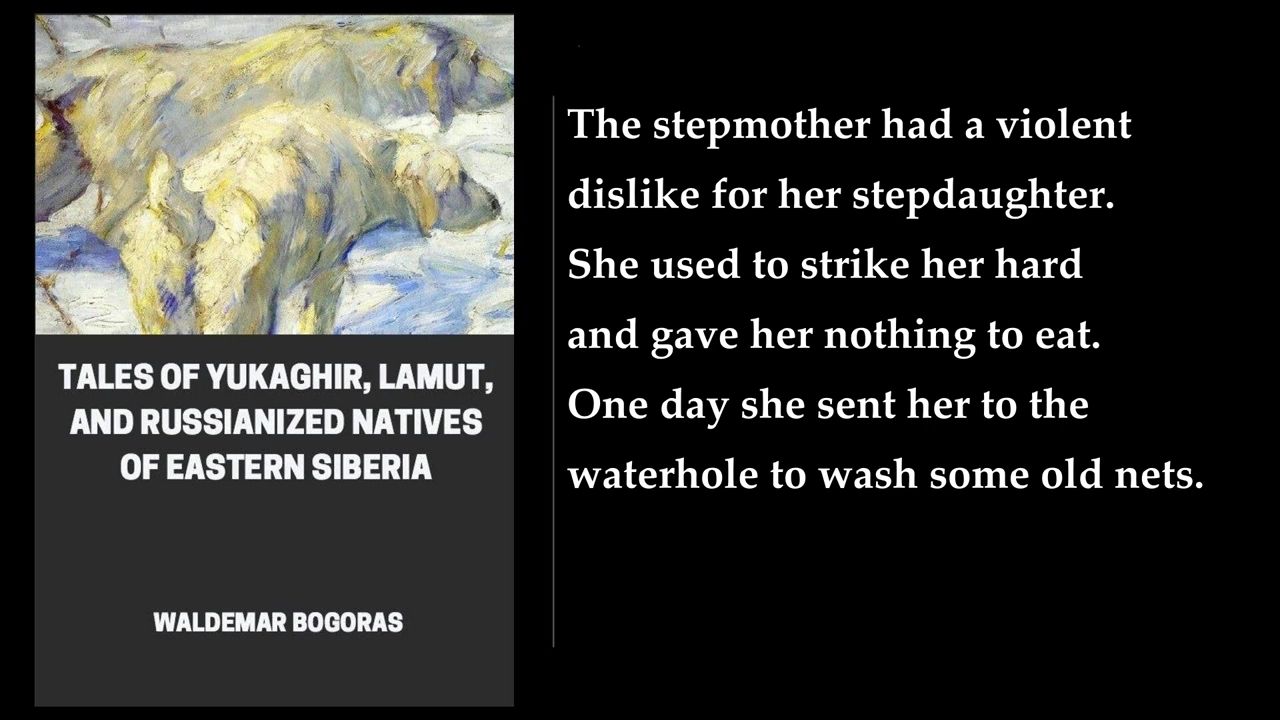 TALES OF YUKAGHIR, LAMUT,
AND RUSSIANIZED NATIVES
OF EASTERN SIBERIA
WALDEMAR BOGORAS
The stepmother had a violent
dislike for her stepdaughter.
She used to strike her hard
and gave her nothing to eat.
One day she sent her to the
waterhole to wash some old nets.